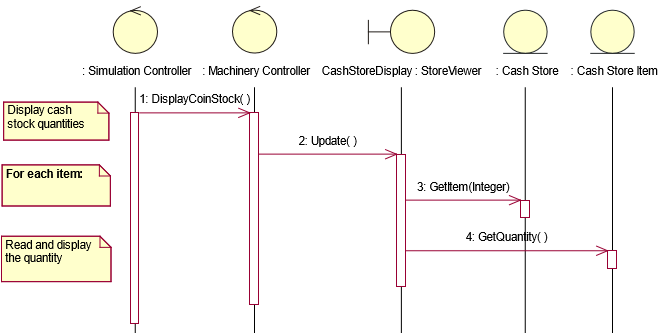 : Simulation Controller
: Machinery Controller
CashStoreDisplay : StoreViewer
: Cash Store
: Cash Store Item
Display cash
stock quantities
1: DisplayCoinStock( )
2: Update( )
For each item:
3: GetItem(Integer)
Read and display
the quantity
4: GetQuantity( )